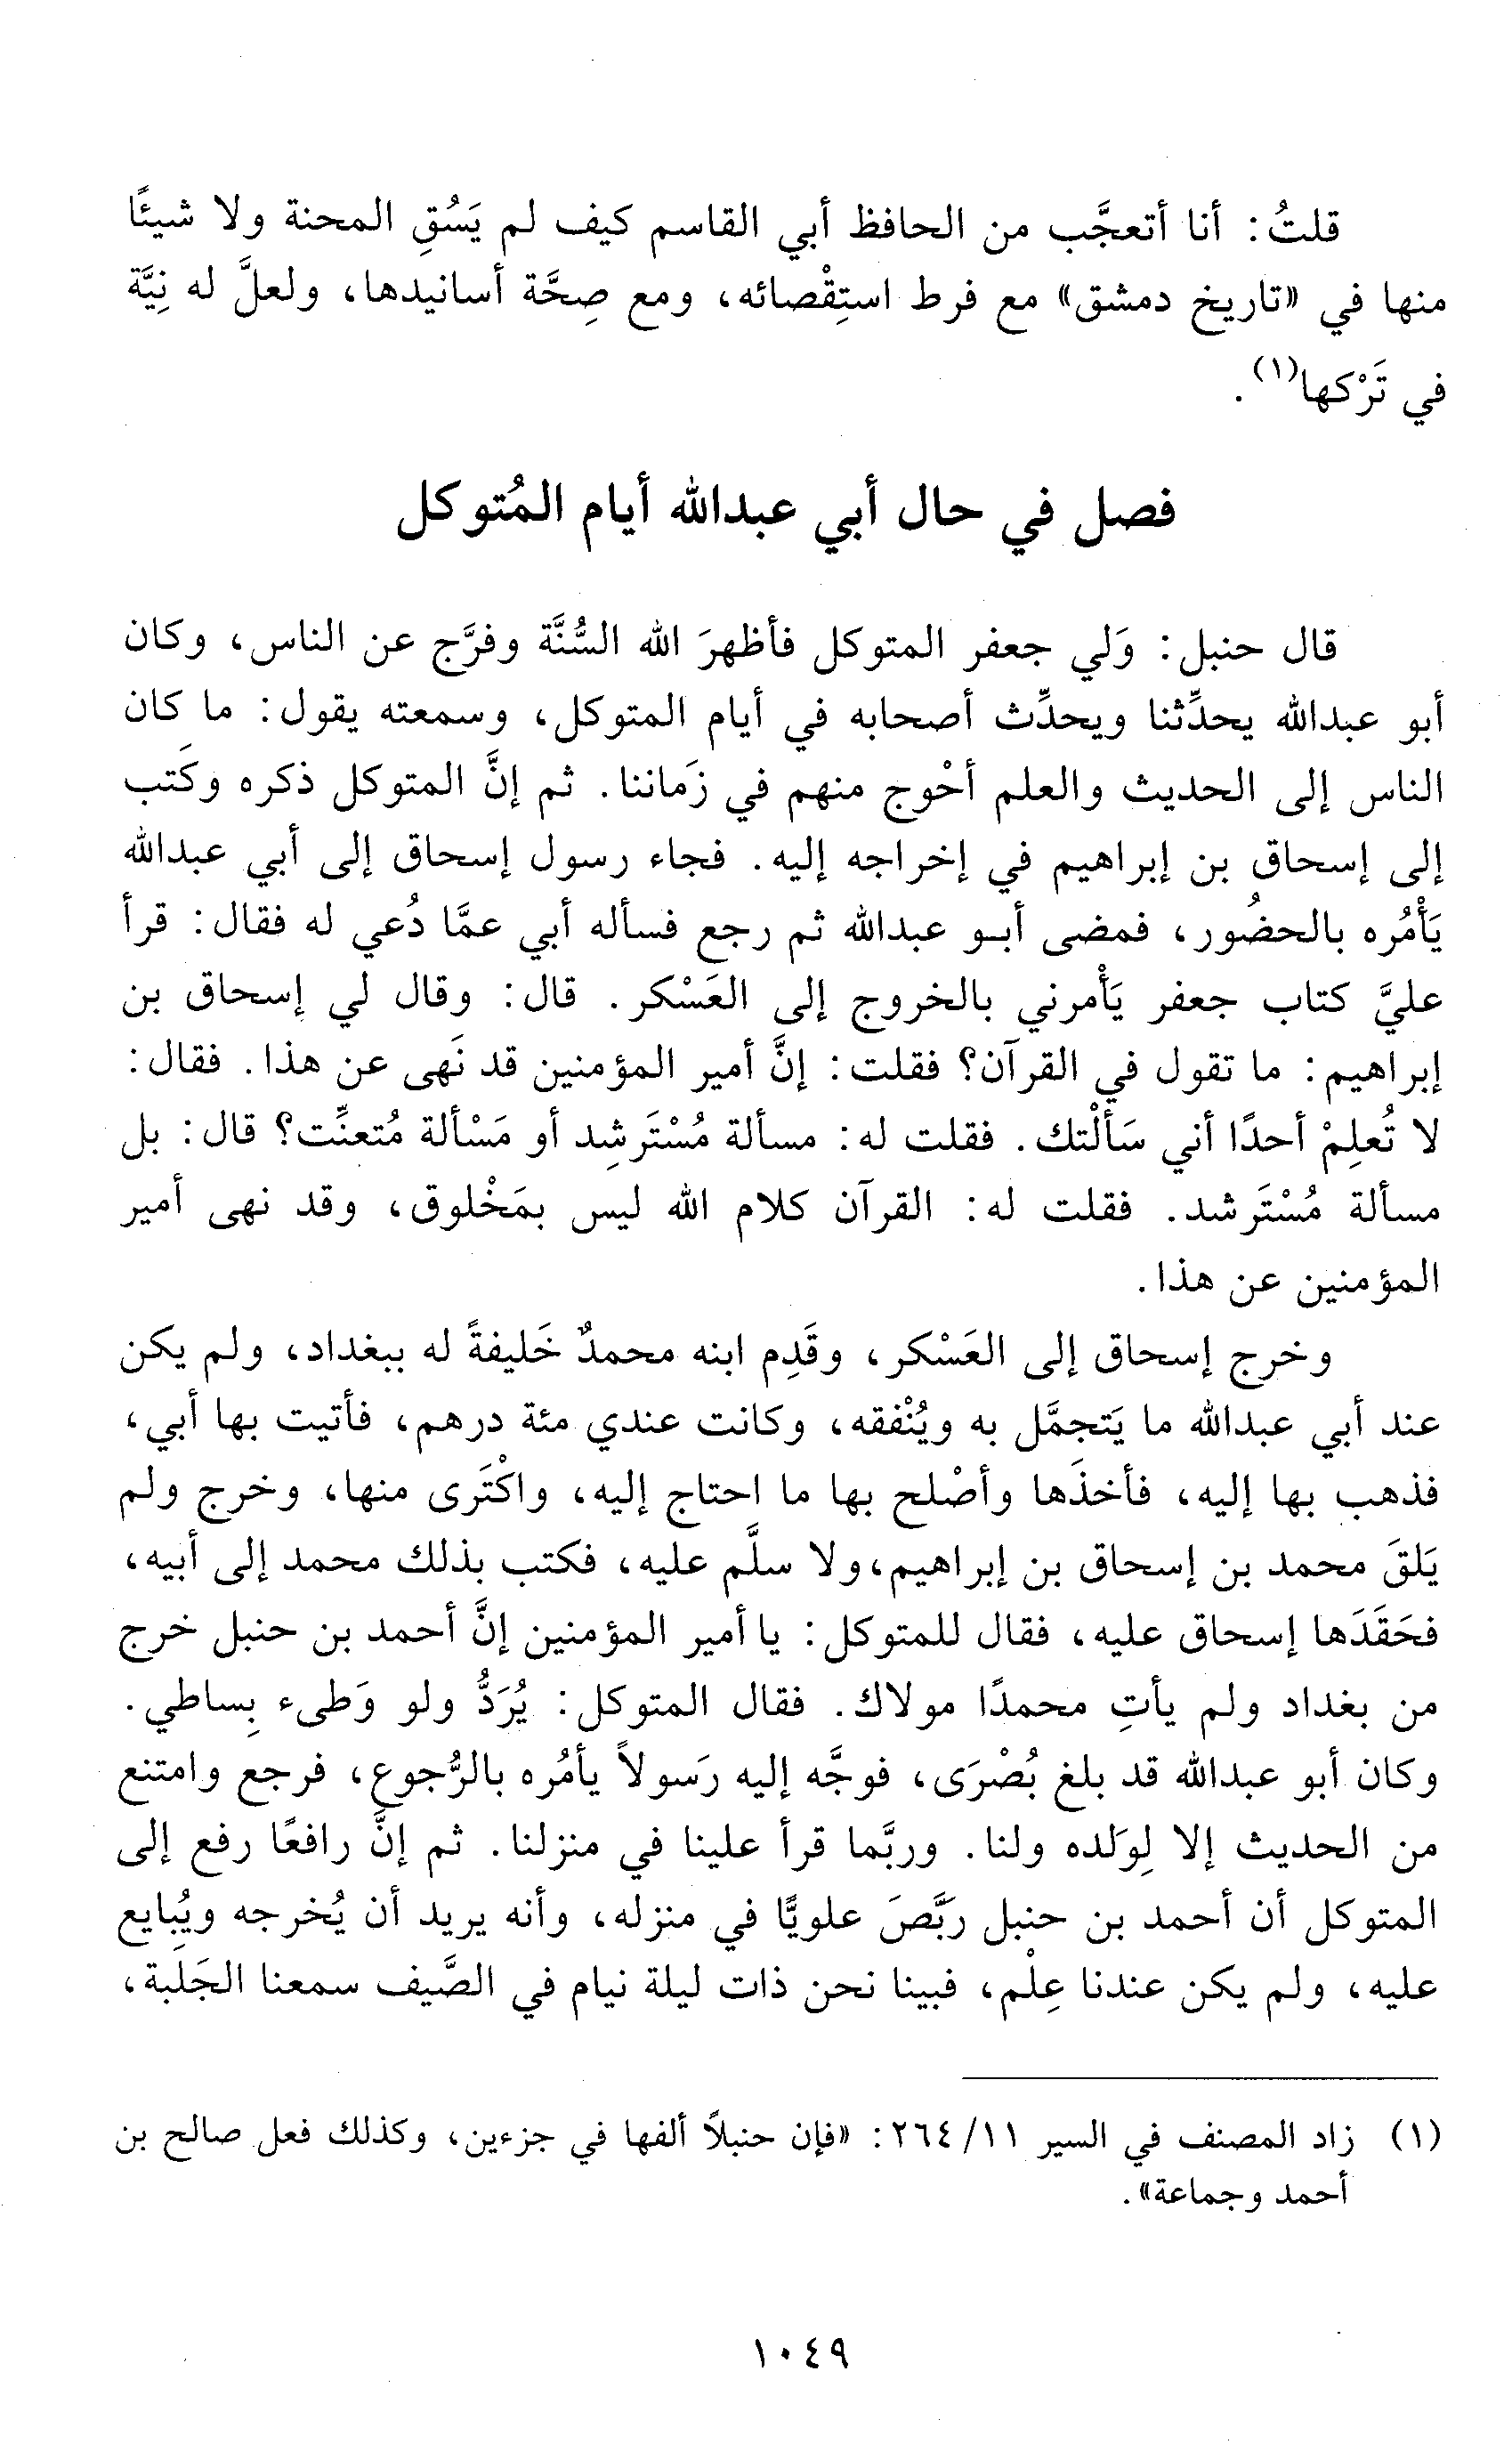 قلتُ: أنا أتعجَّب من الحافظ أبي القاسم كيف لم يَسُقِ المحنة ولا شيئًا
منها في «تاريخ دمشق» مع فرط استِقْصائه، ومع صِحَّة أسانيدها، ولعلَّ له نِيَّة
في تَرْكها(١).
فصل في حال أبي عبدالله أيام المُتوكل
قال حنبل: وَلي جعفر المتوكل فأظهرَ الله السُّنَّة وفرَّج عن الناس، وكان
أبو عبدالله يحدِّثنا ويحدِّث أصحابه في أيام المتوكل، وسمعته يقول: ما كان
الناس إلى الحديث والعلم أحْوج منهم في زَماننا. ثم إنَّ المتوكل ذكره وكَتب
إلى إسحاق بن إبراهيم في إخراجه إليه. فجاء رسول إسحاق إلى أبي عبدالله
يَأْمُره بالحضُور، فمضى أبو عبدالله ثم رجع فسأله أبي عمَّا دُعي له فقال: قرأ
عليَّ كتاب جعفر يَأْمرني بالخروج إلى العَسْكر. قال: وقال لي إسحاق بن
إبراهيم: ما تقول في القرآن؟ فقلت: إنَّ أمير المؤمنين قد نَهى عن هذا. فقال:
لا تُعلِمْ أحدًا أني سَألْتك. فقلت له: مسألة مُسْتَرشِد أو مَسْألة مُتعنِّت؟ قال: بل
مسألة مُسْتَرشد. فقلت له: القرآن كلام الله ليس بمَخْلوق، وقد نهى أمير
المؤمنين عن هذا.
وخرج إسحاق إلى العَسْكر، وقَدِم ابنه محمدٌ خَليفةً له ببغداد، ولم يكن
عند أبي عبدالله ما يَتجمَّل به ويُنْفقه، وكانت عندي مئة درهم، فأتيت بها أبي،
فذهب بها إليه، فأخذَها وأصْلح بها ما احتاج إليه، واكْتَرى منها، وخرج ولم
يَلقَ محمد بن إسحاق بن إبراهيم، ولا سلَّم عليه، فكتب بذلك محمد إلى أبيه،
فحَقَدَها إسحاق عليه، فقال للمتوكل: يا أمير المؤمنين إنَّ أحمد بن حنبل خرج
من بغداد ولم يأتِ محمدًا مولاك. فقال المتوكل: يُرَدُّ ولو وَطىء بِساطي.
وكان أبو عبدالله قد بلغ بُصْرَى، فوجَّه إليه رَسولاً يأمُره بالرُّجوع، فرجع وامتنع
من الحديث إلا لِوَلده ولنا. وربَّما قرأ علينا في منزلنا. ثم إنَّ رافعًا رفع إلى
المتوكل أن أحمد بن حنبل ربَّصَ علويًّا في منزله، وأنه يريد أن يُخرجه ويُبايع
عليه، ولم يكن عندنا عِلْم، فبينا نحن ذات ليلة نيام في الصَّيف سمعنا الجَلَبة،
(١) زاد المصنف في السير ١١/ ٢٦٤: «فإن حنبلاً ألفها في جزءين، وكذلك فعل صالح بن
أحمد وجماعة».
١٠٤٩